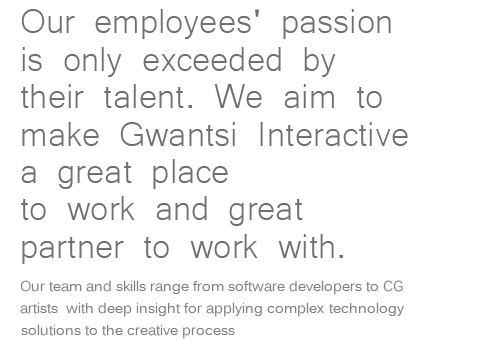 Our employees' passion
is only exceeded by
their talent. We aim to
make Gwantsi Interactive
a great place
to work and great
partner to work with.
Our team and skills range from software developers to CG
artists with deep insight for applying complex technology
solutions to the creative process